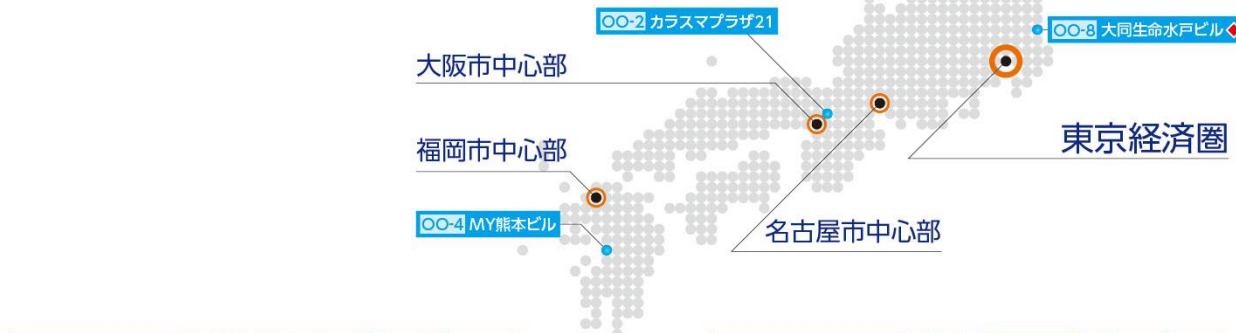 OO-2 カラスマプラザ21
OO-8 大同生命水戸ビル
大阪市中心部
東京経済圏
福岡市中心部
OO-4 MY熊本ビル
名古屋市中心部